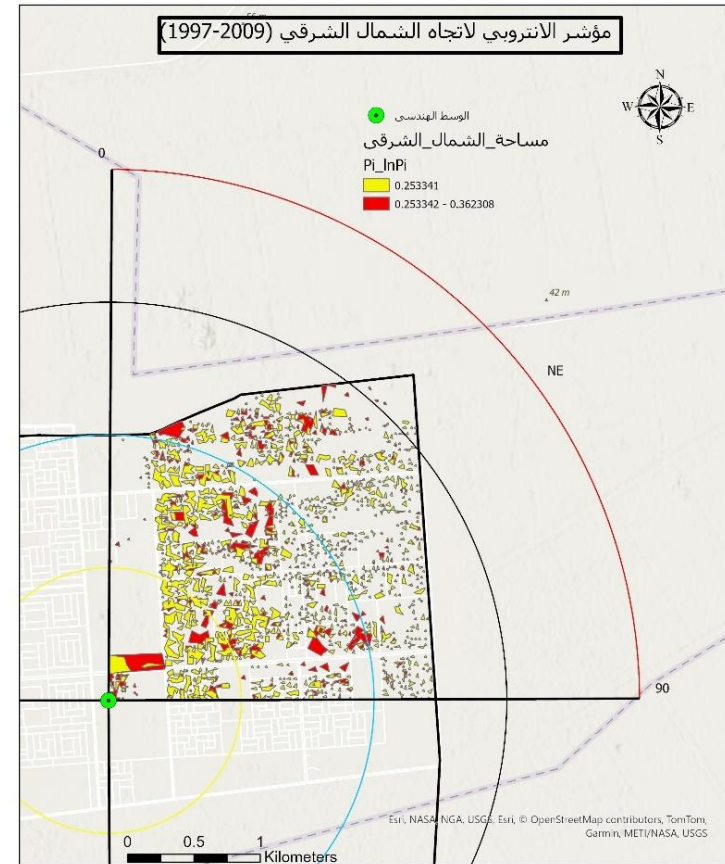 مؤشر الانتروبي لاتجاه الشمال الشرقي (2009-1997)
N
W
E
S
الوسط الهندسي
مساحة_الشمال_الشرقي
Pi_lnPi
0.253341
0.253342 - 0.362308
0
42 m
NE
90
Esri, NASA, NGA, USGS, Esri, © OpenStreetMap contributors, TomTom,
Garmin, METI/NASA, USGS
0 0.5 1
Kilometers